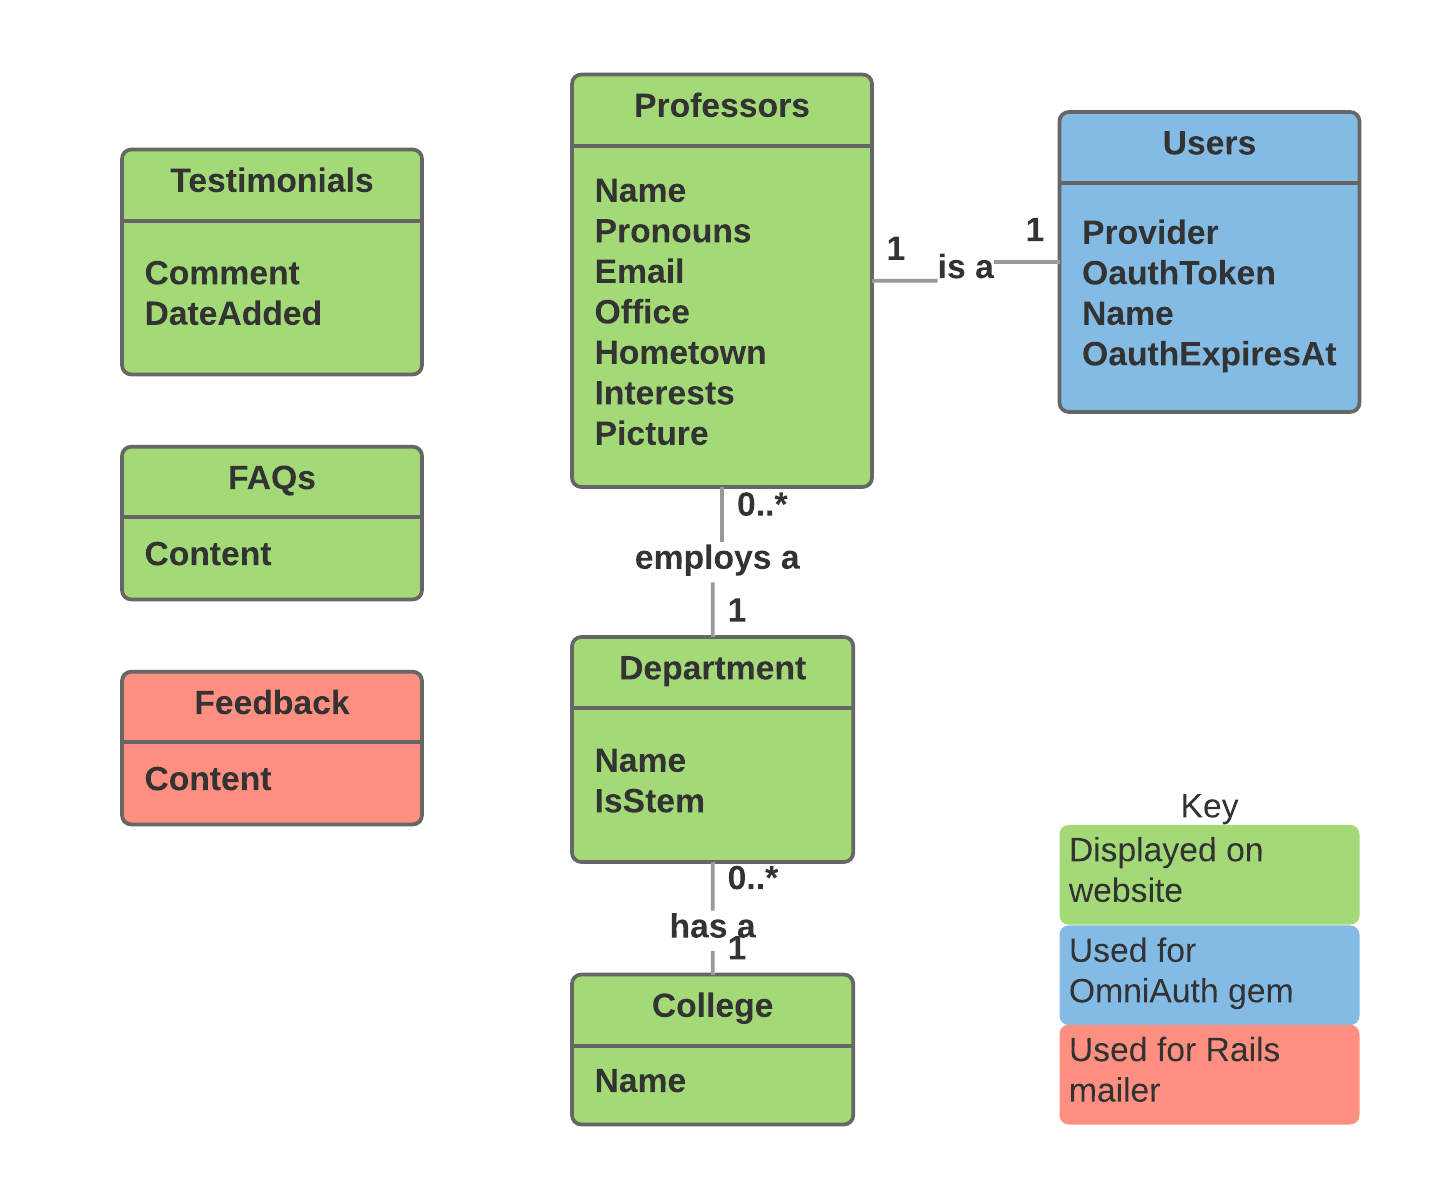 Testimonials
Comment
DateAdded
FAQs
Content
Feedback
Content
Professors
Name
Pronouns
Email
Office
Hometown
Interests
Picture
1
is a
1
Users
Provider
OauthToken
Name
OauthExpiresAt
0..*
employs a
1
Department
Name
IsStem
0..*
has a
1
College
Name
Key
Displayed on
website
Used for
OmniAuth gem
Used for Rails
mailer